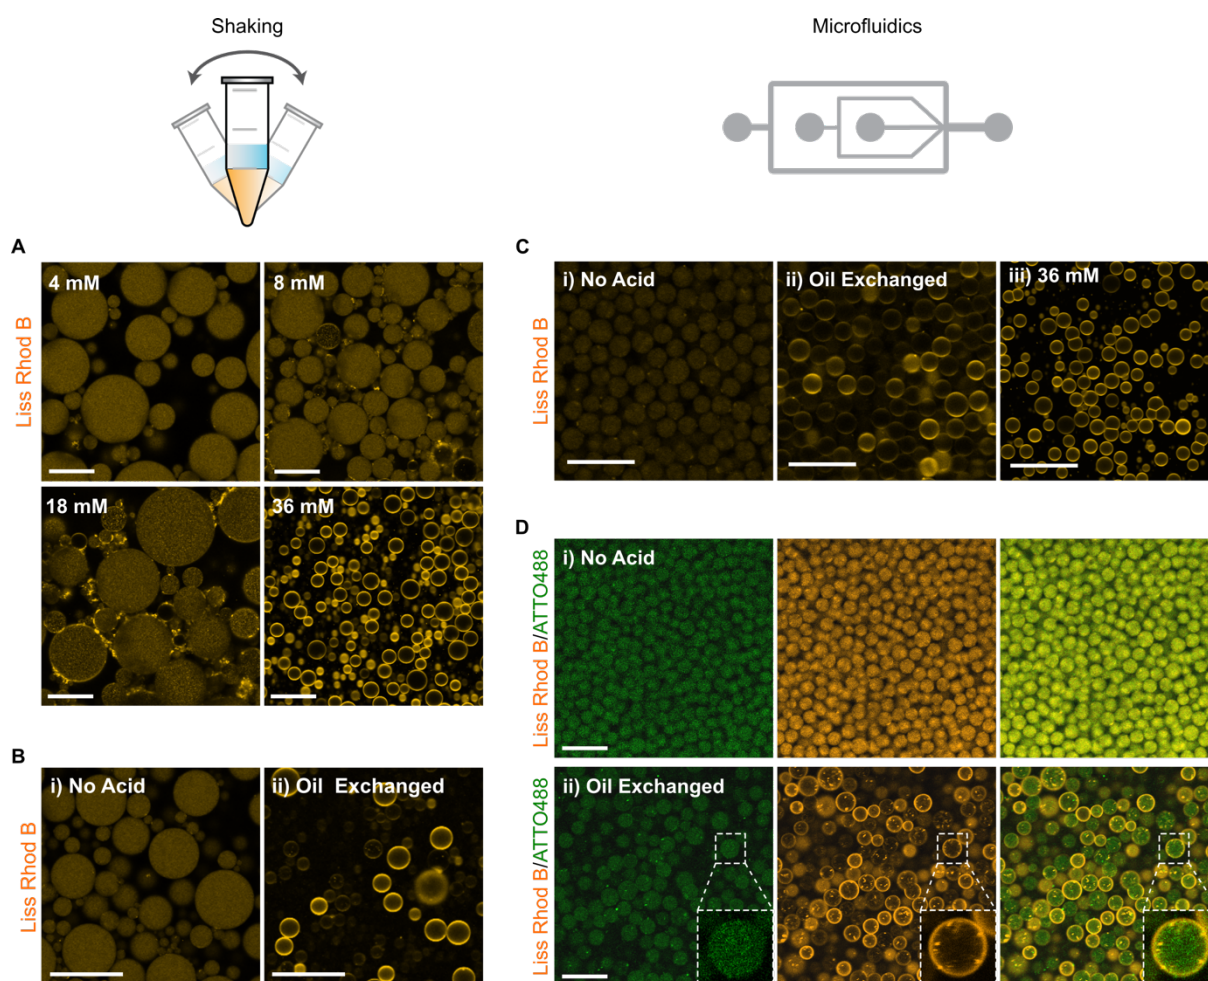 Shaking
Microfluidics
A
Liss Rhod B
4 mM
8 mM
18 mM
36 mM
B
Liss Rhod B
i) No Acid
ii) Oil  Exchanged
C
Liss Rhod B
i) No Acid
ii) Oil Exchanged
iii) 36 mM
D
Liss Rhod B/ATTO488
i) No Acid
Liss Rhod B/ATTO488
ii) Oil Exchanged